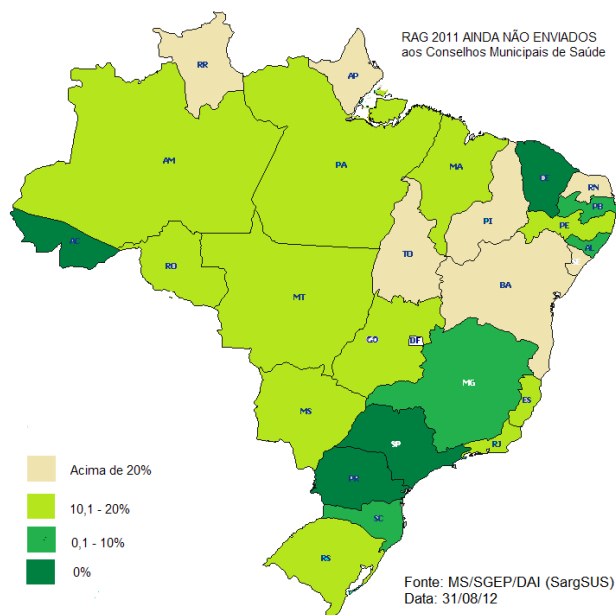 RAG 2011 AINDA NÃO ENVIADOS
aos Conselhos Municipais de Saúde
RR
AP
AM
PA
MA
CE
RN
PB
PE
AL
SE
PI
AC
RO
TO
BA
MT
GO
DF
MG
ES
MS
SP
RJ
PR
SC
RS
Acima de 20%
10,1 - 20%
0,1 - 10%
0%
Fonte: MS/SGEP/DAI (SargSUS)
Data: 31/08/12